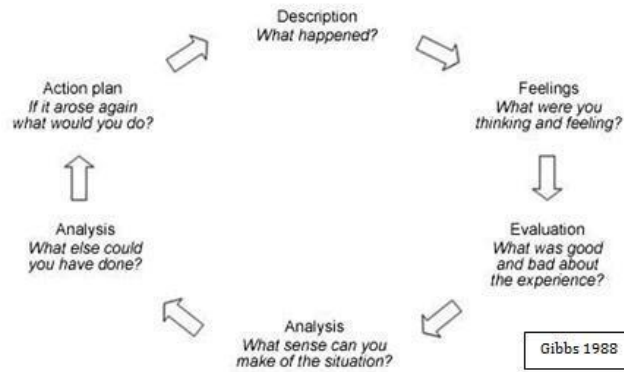 Description
What happened?
Feelings
What were you
thinking and feeling?
Evaluation
What was good
and bad about
the experience?
Analysis
What sense can you
make of the situation?
Analysis
What else could
you have done?
Action plan
If it arose again
what would you do?
Gibbs 1988